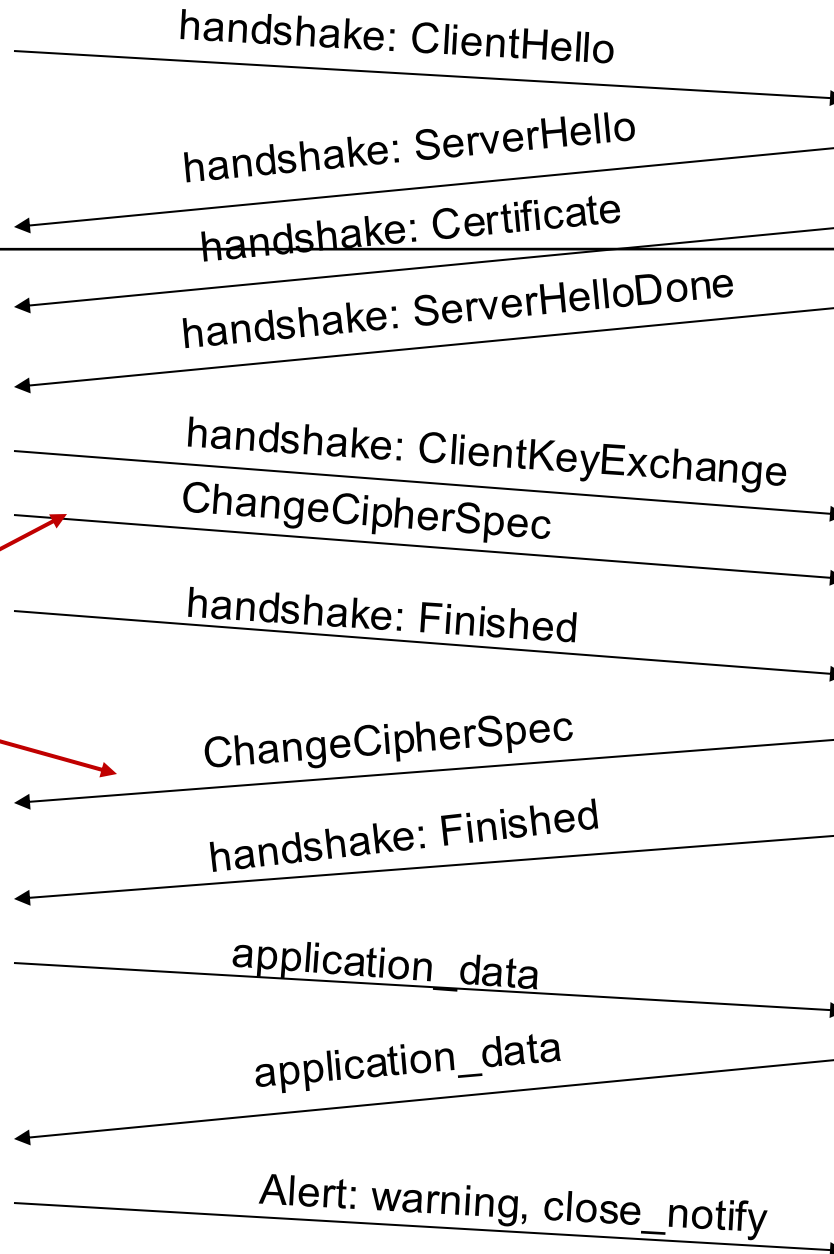 handshake: ClientHello
handshake: ServerHello
handshake: Certificate
handshake: ServerHelloDone
handshake: ClientKeyExchange
ChangeCipherSpec
handshake: Finished
ChangeCipherSpec
handshake: Finished
application_data
application_data
Alert: warning, close_notify